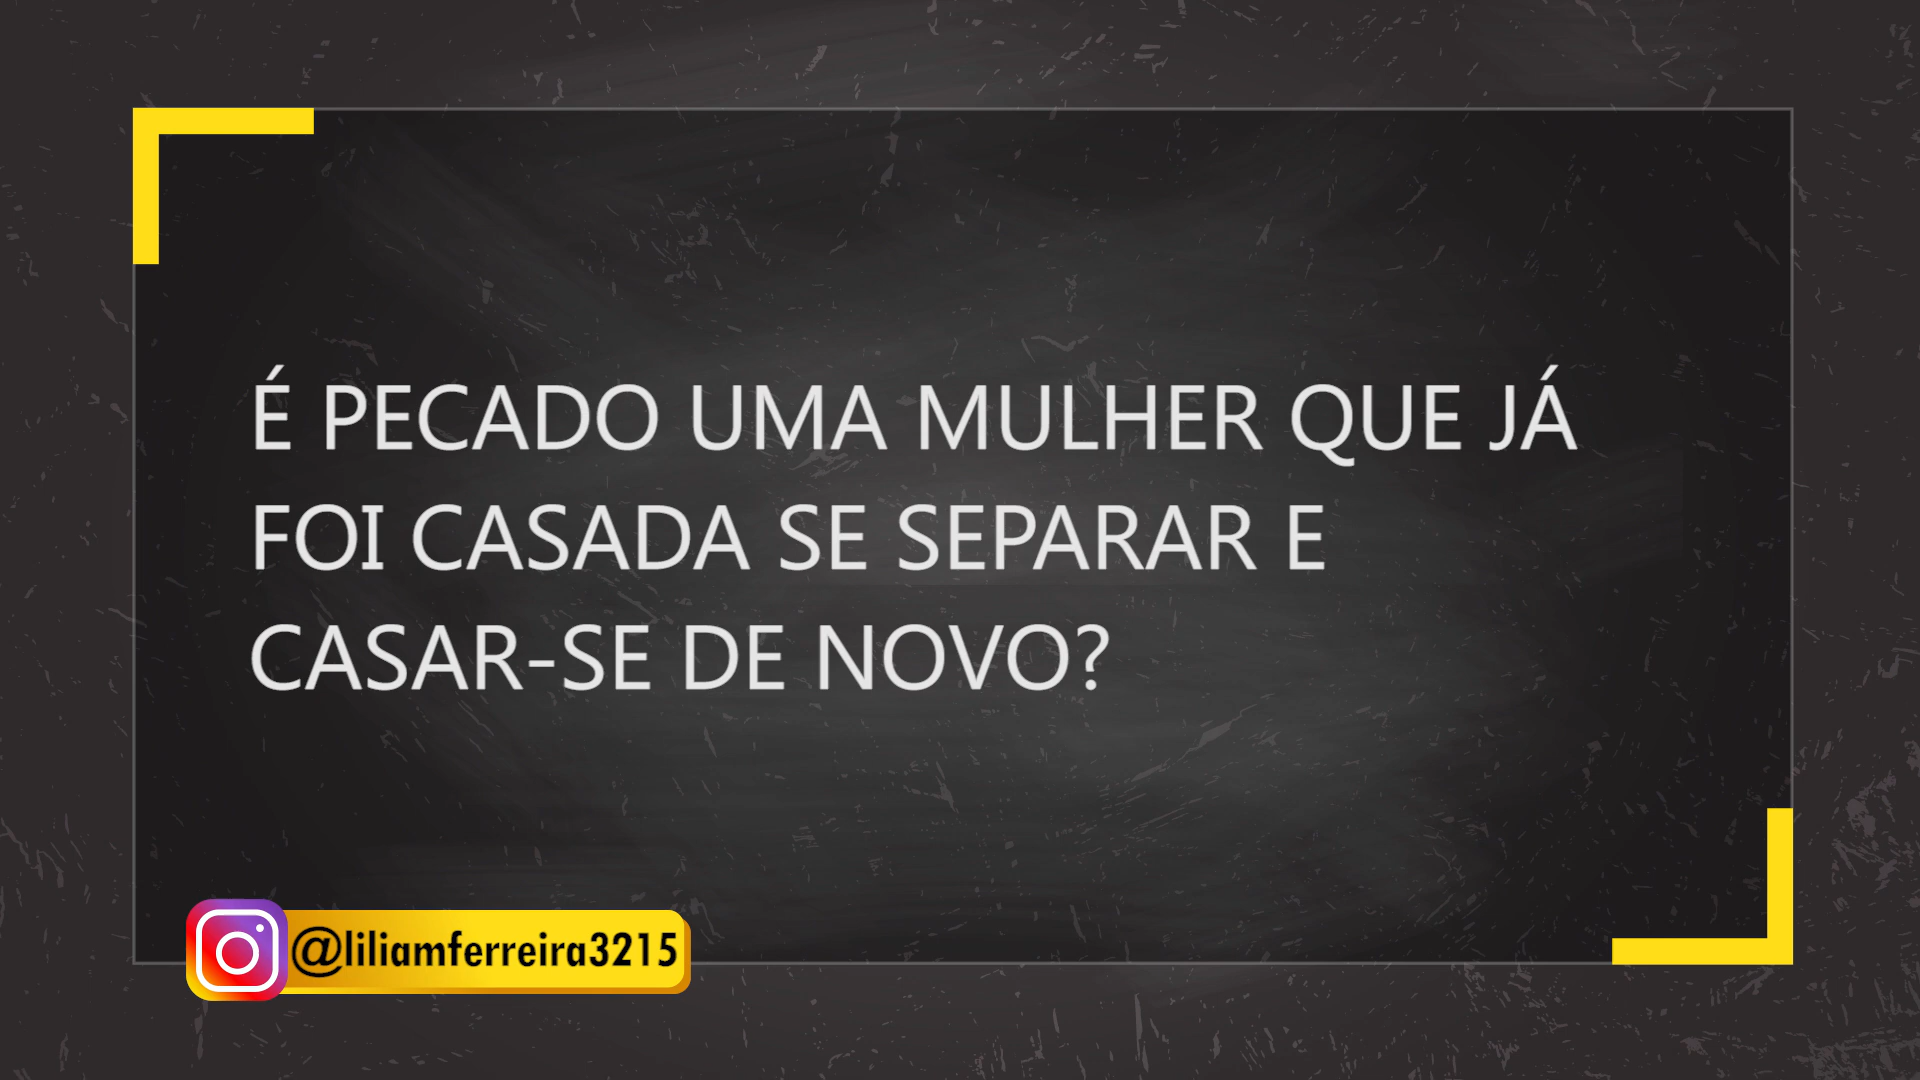 É PECADO UMA MULHER QUE JÁ
FOI CASADA SE SEPARAR E
CASAR-SE DE NOVO?
@liliamferreira3215